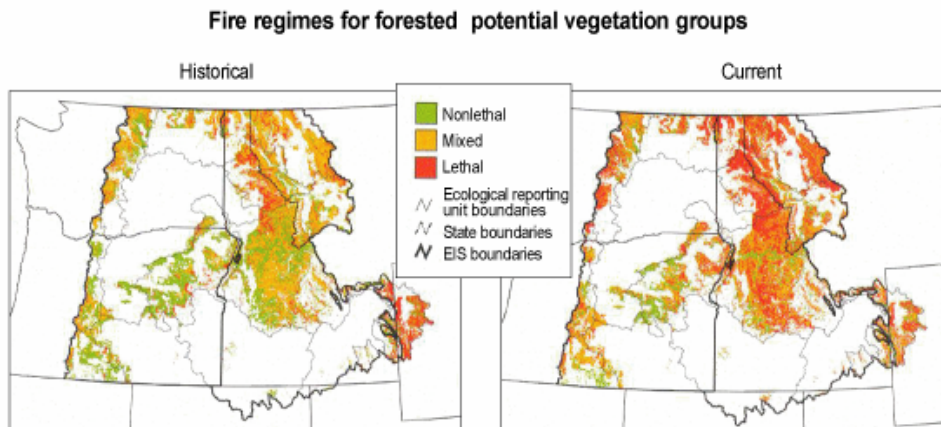 Fire regimes for forested potential vegetation groups
Historical
Current
Nonlethal
Mixed
Lethal
Ecological reporting
unit boundaries
State boundaries
EIS boundaries